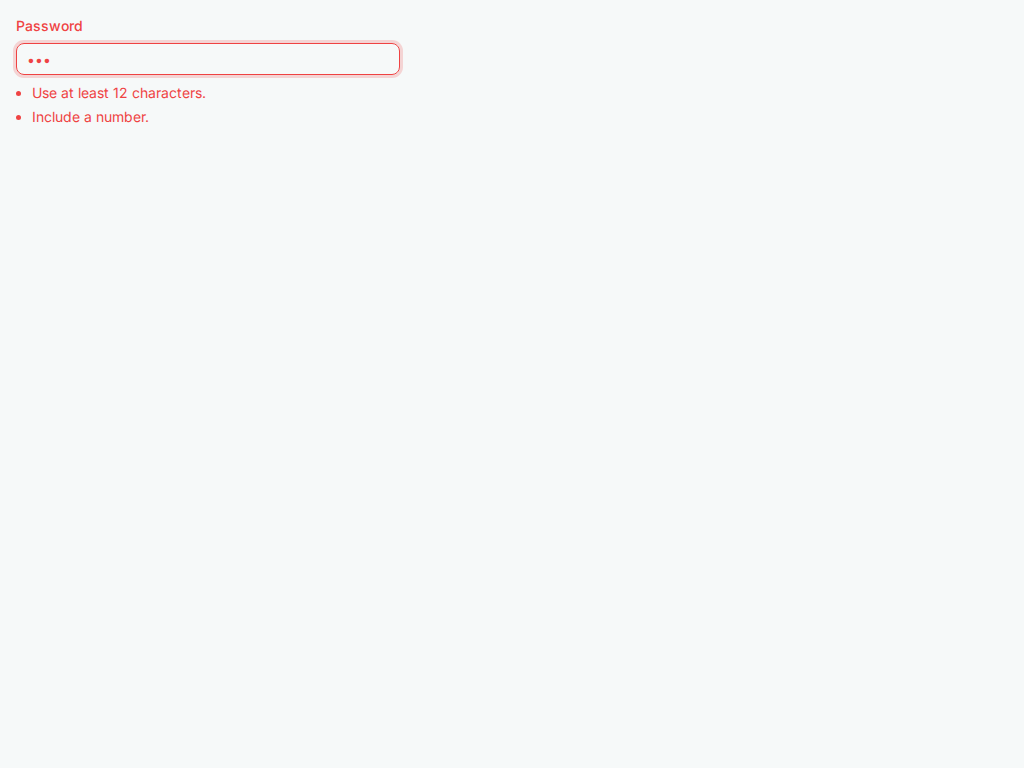 Password
•••
• Use at least 12 characters.
• Include a number.